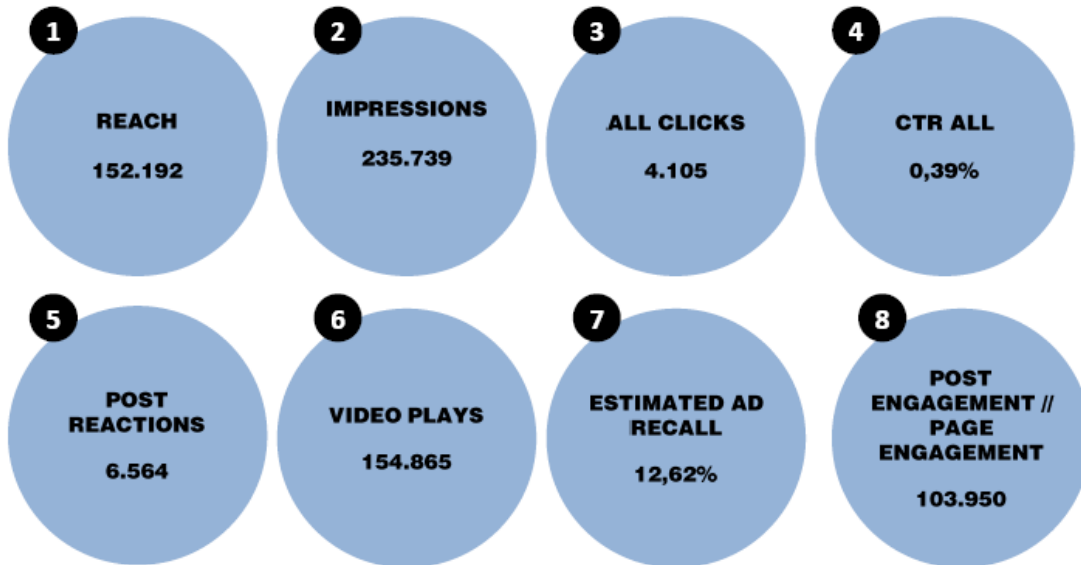 1
REACH
152.192
2
IMPRESSIONS
235.739
3
ALL CLICKS
4.105
4
CTR ALL
0,39%
5
POST
REACTIONS
6.564
6
VIDEO PLAYS
154.865
7
ESTIMATED AD
RECALL
12,62%
8
POST
ENGAGEMENT //
PAGE
ENGAGEMENT
103.950